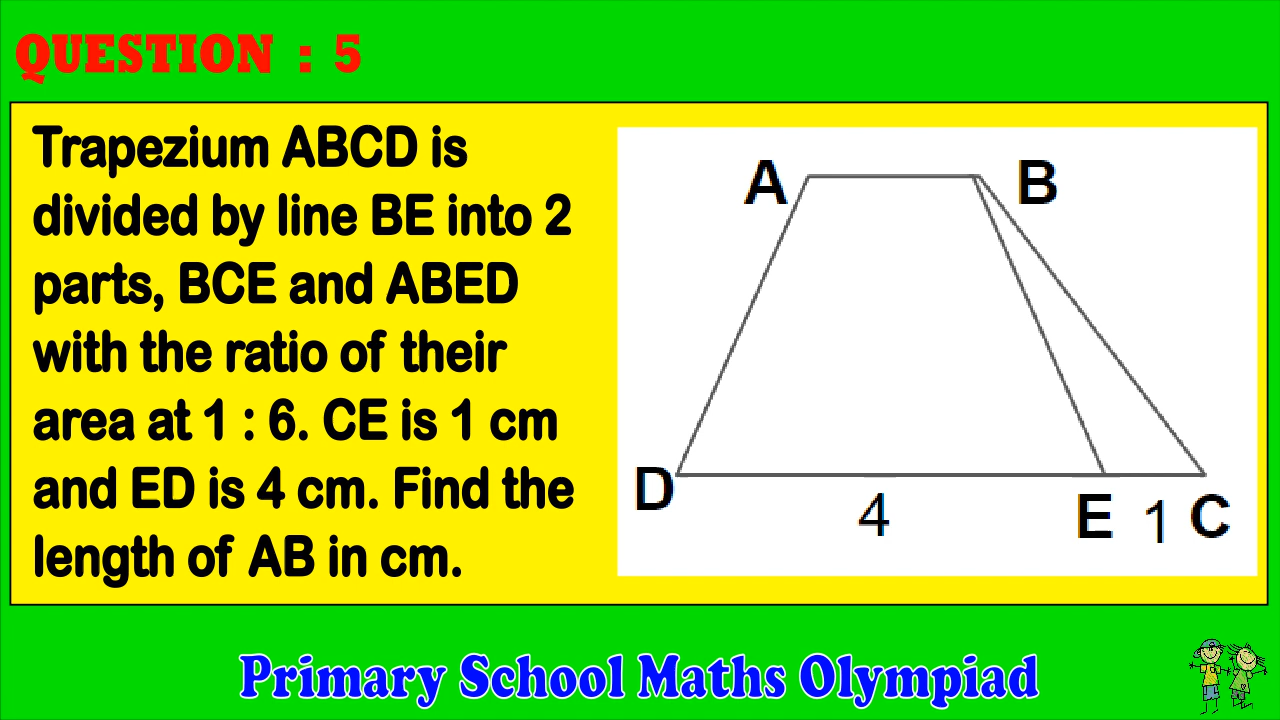 QUESTION : 5
Trapezium ABCD is
divided by line BE into 2
parts, BCE and ABED
with the ratio of their
area at 1 : 6. CE is 1 cm
and ED is 4 cm. Find the
length of AB in cm.
A B
D E C
4 1
Primary School Maths Olympiad